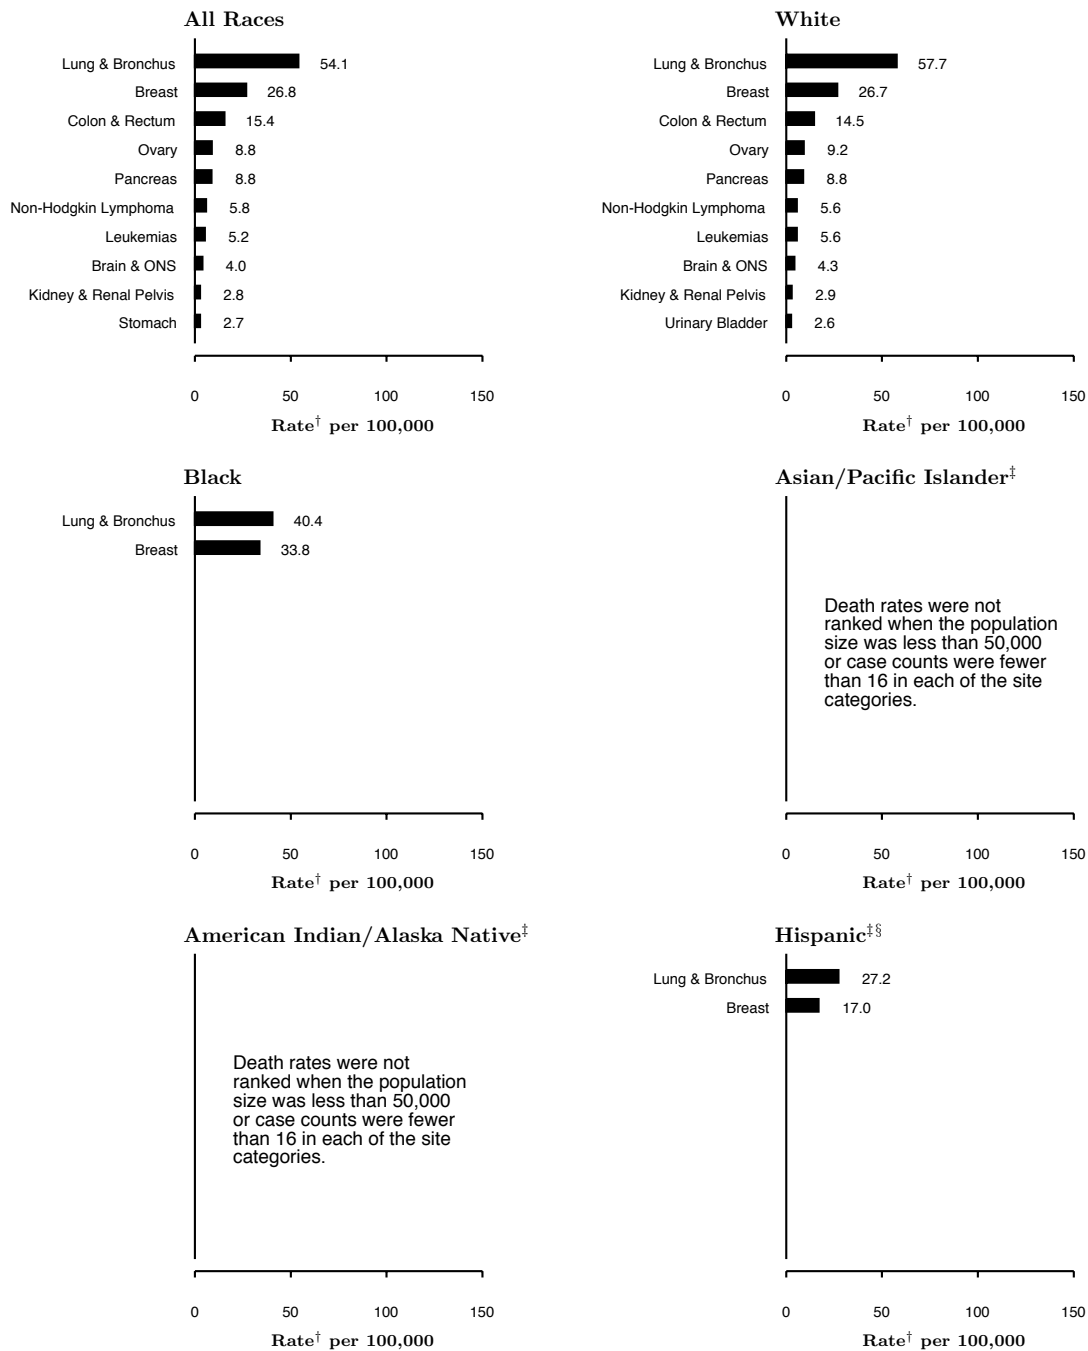 All Races
Lung & Bronchus 54.1
Breast 26.8
Colon & Rectum 15.4
Ovary 8.8
Pancreas 8.8
Non-Hodgkin Lymphoma 5.8
Leukemias 5.2
Brain & ONS 4.0
Kidney & Renal Pelvis 2.8
Stomach 2.7
0 50 100 150
Rate† per 100,000
White
Lung & Bronchus 57.7
Breast 26.7
Colon & Rectum 14.5
Ovary 9.2
Pancreas 8.8
Non-Hodgkin Lymphoma 5.6
Leukemias 5.6
Brain & ONS 4.3
Kidney & Renal Pelvis 2.9
Urinary Bladder 2.6
0 50 100 150
Rate† per 100,000
Black
Lung & Bronchus 40.4
Breast 33.8
0 50 100 150
Rate† per 100,000
Asian/Pacific Islander‡
Death rates were not
ranked when the population
size was less than 50,000
or case counts were fewer
than 16 in each of the site
categories.
0 50 100 150
Rate† per 100,000
American Indian/Alaska Native‡
Death rates were not
ranked when the population
size was less than 50,000
or case counts were fewer
than 16 in each of the site
categories.
0 50 100 150
Rate† per 100,000
Hispanic‡§
Lung & Bronchus 27.2
Breast 17.0
0 50 100 150
Rate† per 100,000